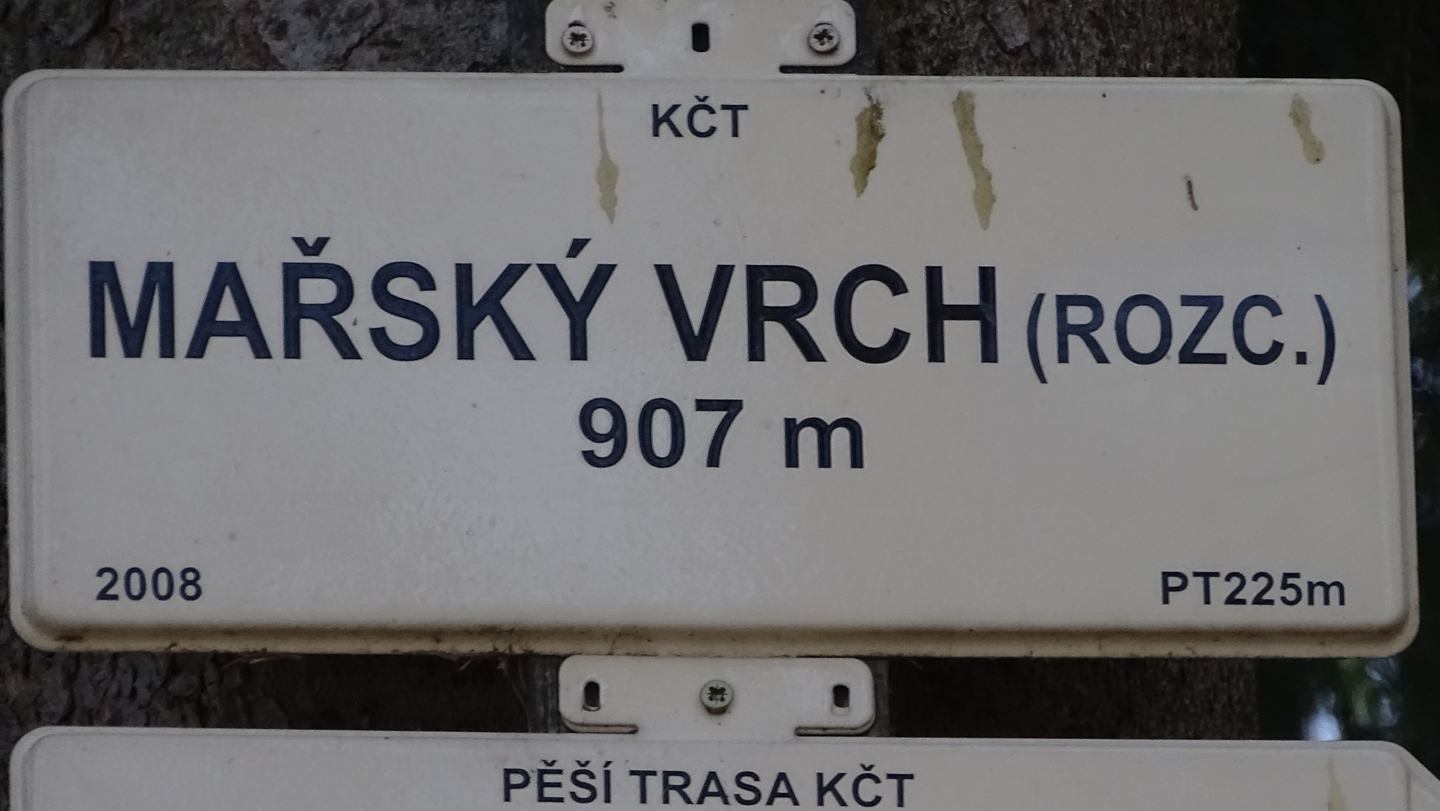 KČT
MAŘSKÝ VRCH (ROZC.)
907 m
2008 PT225m
PĚŠÍ TRASA KČT